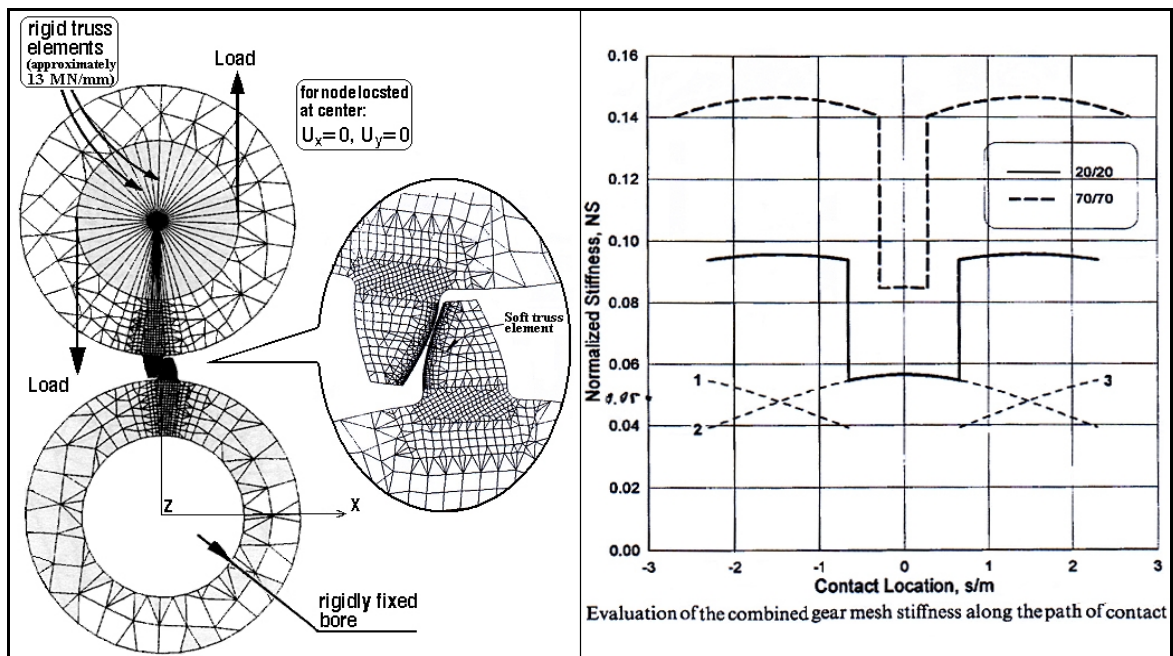 rigid truss
elements
(approximately
13 MN/mm)
Load
for node locsted
at center:
Ux=0, Uy=0
Soft truss
element
Load
Z
X
rigidly fixed
bore
Normalized Stiffness, NS
0.16
0.14
0.12
0.10
0.08
0.06
0.05
0.04
0.02
0.00
20/20
70/70
1
2
3
-3 -2 -1 0 1 2 3
Contact Location, s/m
Evaluation of the combined gear mesh stiffness along the path of contact